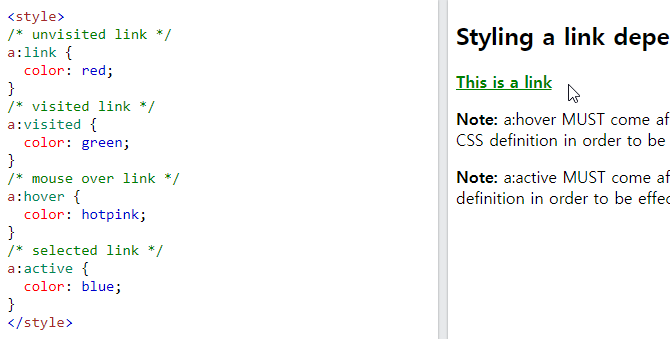 <style>
/* unvisited link */
a:link {
  color: red;
}
/* visited link */
a:visited {
  color: green;
}
/* mouse over link */
a:hover {
  color: hotpink;
}
/* selected link */
a:active {
  color: blue;
}
</style>
Styling a link depe
This is a link
Note: a:hover MUST come af
CSS definition in order to be
Note: a:active MUST come af
definition in order to be effec